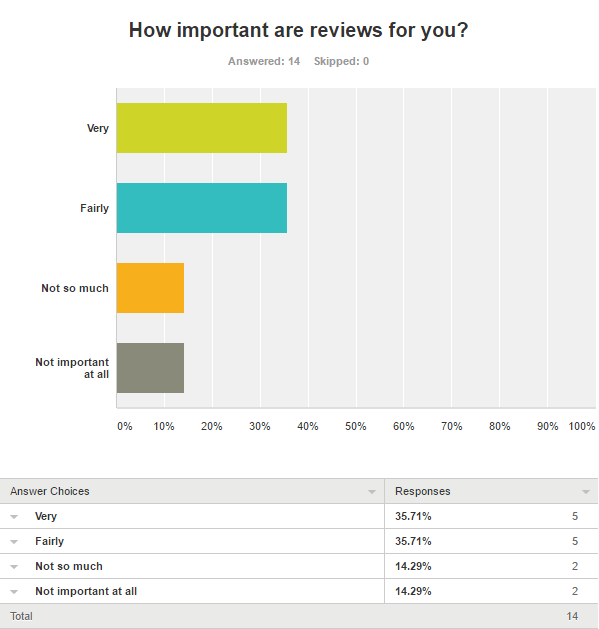 How important are reviews for you?
Answered: 14 Skipped: 0
Very
Fairly
Not so much
Not important
at all
0% 10% 20% 30% 40% 50% 60% 70% 80% 90% 100%
Answer Choices Responses
Very 35.71% 5
Fairly 35.71% 5
Not so much 14.29% 2
Not important at all 14.29% 2
Total 14